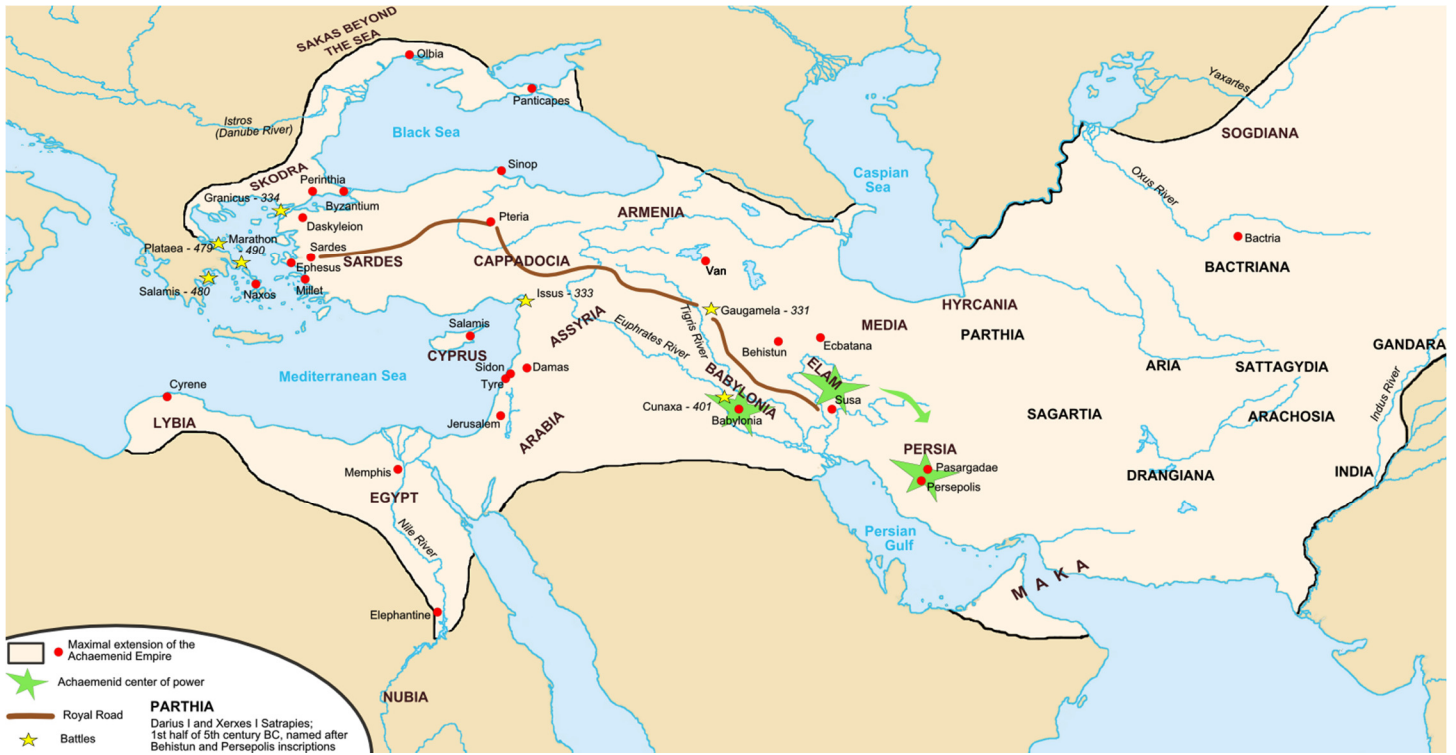 SAKAS BEYOND
THE SEA
Olbia
Panticapes
Yaxartes
Istros
(Danube River)
Black Sea
SOGDIANA
Sinop
Caspian
Sea
Oxus River
SKODRA
Perinthia
Granicus - 334
Byzantium
Daskyleion
Pteria
ARMENIA
Bactria
Marathon
- 490
Plataea - 479
Sardes
SARDES
Ephesus
CAPPADOCIA
Van
BACTRIANA
Salamis - 480
Naxos
Millet
Issus - 333
Gaugamela - 331
HYRCANIA
Tigris River
MEDIA
PARTHIA
Salamis
CYPRUS
ASSYRIA
Euphrates River
Behistun
Ecbatana
GANDARA
Mediterranean Sea
Sidon
Tyre
Damas
BABYLONIA
ELAM
ARIA
SATTAGYDIA
Indus River
Cyrene
Cunaxa - 401
Babylonia
Susa
SAGARTIA
ARACHOSIA
LYBIA
Jerusalem
ARABIA
PERSIA
Pasargadae
Persepolis
DRANGIANA
INDIA
Memphis
EGYPT
Nile River
Persian
Gulf
MAKA
Elephantine
NUBIA
Maximal extension of the
Achaemenid Empire
Achaemenid center of power
Royal Road
Battles
PARTHIA
Darius I and Xerxes I Satrapies;
1st half of 5th century BC, named after
Behistun and Persepolis inscriptions